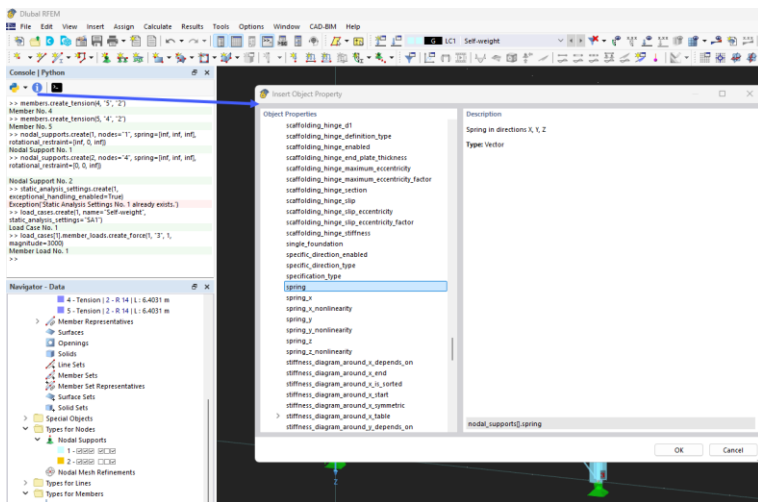 Dlubal RFEM
File Edit View Insert Assign Calculate Results Tools Options Window CAD-BIM Help
G LC1 Self-weight
Console | Python
>> members.create_tension(4, '5', '2')
Member No. 4
>> members.create_tension(5, '4', '2')
Member No. 5
>> nodal_supports.create(1, nodes="1", spring=[inf, inf, inf],
rotational_restraint=[inf, 0, inf])
Nodal Support No. 1
>> nodal_supports.create(2, nodes="4", spring=[inf, inf, inf],
rotational_restraint=[0, 0, inf])
Nodal Support No. 2
>> static_analysis_settings.create(1,
exceptional_handling_enabled=True)
Exception('Static Analysis Settings No. 1 already exists.')
>> load_cases.create(1, name="Self-weight",
static_analysis_settings="SA1")
Load Case No. 1
>> load_cases[1].member_loads.create_force(1, "3", 1,
magnitude=3000)
Member Load No. 1
>>
Navigator - Data
4 - Tension | 2 - R 14 | L : 6.4031 m
5 - Tension | 2 - R 14 | L : 6.4031 m
Member Representatives
Surfaces
Openings
Solids
Line Sets
Member Sets
Member Set Representatives
Surface Sets
Solid Sets
Special Objects
Types for Nodes
Nodal Supports
1 -
2 -
Nodal Mesh Refinements
Types for Lines
Types for Members
Insert Object Property
Object Properties
scaffolding_hinge_d1
scaffolding_hinge_definition_type
scaffolding_hinge_enabled
scaffolding_hinge_end_plate_thickness
scaffolding_hinge_maximum_eccentricity
scaffolding_hinge_maximum_eccentricity_factor
scaffolding_hinge_section
scaffolding_hinge_slip
scaffolding_hinge_slip_eccentricity
scaffolding_hinge_slip_eccentricity_factor
scaffolding_hinge_stiffness
single_foundation
specific_direction_enabled
specific_direction_type
specification_type
spring
spring_x
spring_x_nonlinearity
spring_y
spring_y_nonlinearity
spring_z
spring_z_nonlinearity
stiffness_diagram_around_x_depends_on
stiffness_diagram_around_x_end
stiffness_diagram_around_x_is_sorted
stiffness_diagram_around_x_start
stiffness_diagram_around_x_symmetric
stiffness_diagram_around_x_table
stiffness_diagram_around_y_depends_on
Description
Spring in directions X, Y, Z
Type: Vector
nodal_supports[].spring
OK Cancel
Z